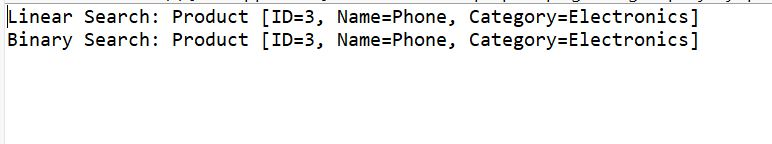 Linear Search: Product [ID=3, Name=Phone, Category=Electronics]
Binary Search: Product [ID=3, Name=Phone, Category=Electronics]